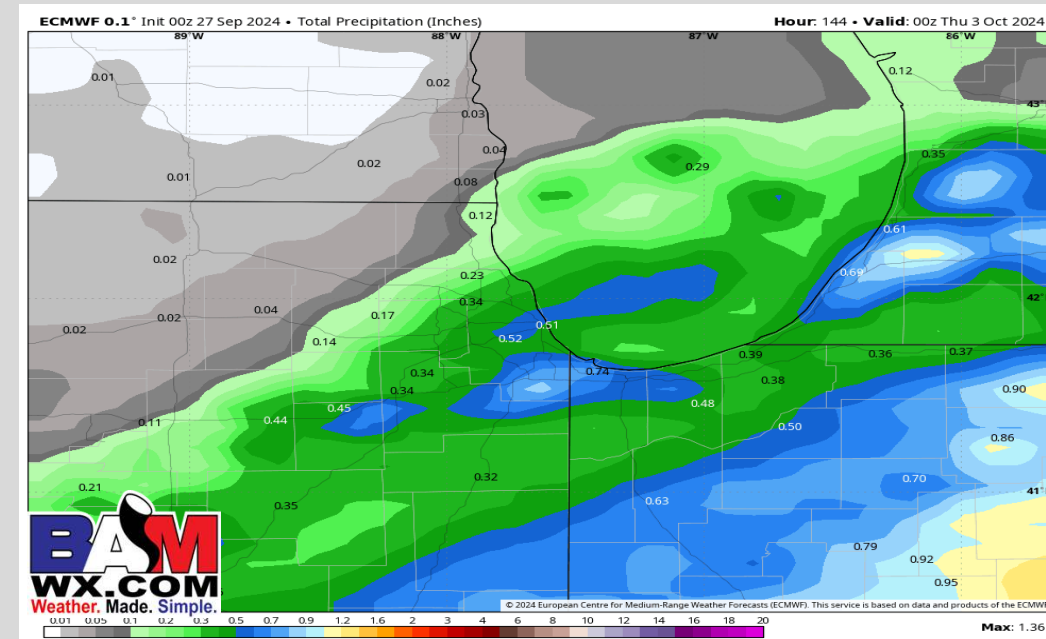 ECMWF 0.1° Init 00z 27 Sep 2024 • Total Precipitation (Inches)
Hour: 144 • Valid: 00z Thu 3 Oct 2024
89°W 88°W 87°W 86°W
0.01 0.02 0.12
43°
0.03
0.04 0.35
0.02 0.29
0.01 0.08
0.12
0.61
0.02 0.23 0.69
0.34 42°
0.04
0.02 0.02 0.17 0.51
0.14 0.52
0.39 0.36 0.37
0.34 0.74 0.38
0.34 0.90
0.45 0.48
0.11 0.44 0.50
0.86
0.32 0.70
0.21 41°
0.35 0.63
0.79
0.92
0.95
BAM
WX.COM
Weather. Made. Simple.
© 2024 European Centre for Medium-Range Weather Forecasts (ECMWF). This service is based on data and products of the ECMWF
0.01 0.05 0.1 0.2 0.3 0.5 0.7 0.9 1.2 1.6 2 3 4 6 8 10 12 14 16 18 20
Max: 1.36